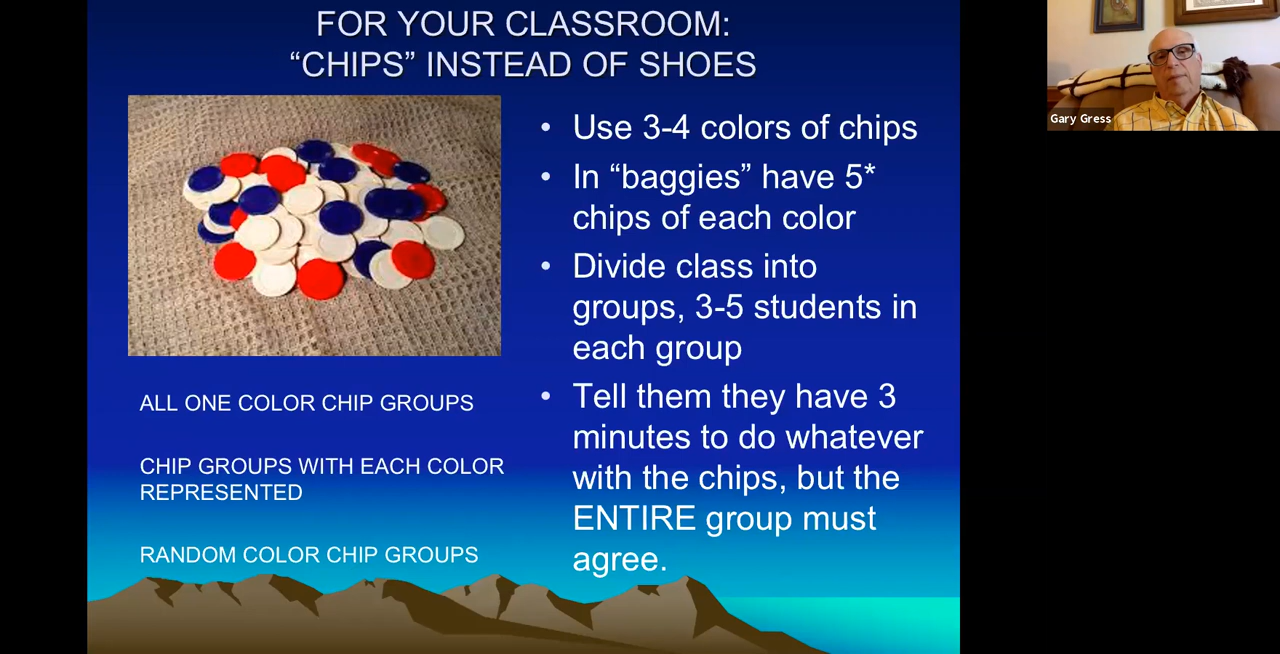 FOR YOUR CLASSROOM:
“CHIPS” INSTEAD OF SHOES
• Use 3-4 colors of chips
• In “baggies” have 5*
chips of each color
• Divide class into
groups, 3-5 students in
each group
• Tell them they have 3
minutes to do whatever
with the chips, but the
ENTIRE group must
agree.
ALL ONE COLOR CHIP GROUPS
CHIP GROUPS WITH EACH COLOR
REPRESENTED
RANDOM COLOR CHIP GROUPS
Gary Gress